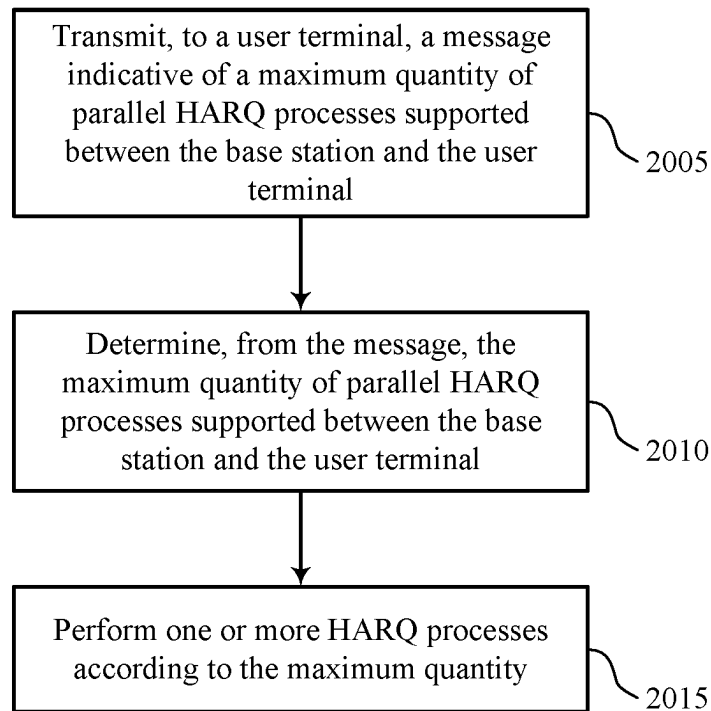 Transmit, to a user terminal, a message
indicative of a maximum quantity of
parallel HARQ processes supported
between the base station and the user
terminal
2005
Determine, from the message, the
maximum quantity of parallel HARQ
processes supported between the base
station and the user terminal
2010
Perform one or more HARQ processes
according to the maximum quantity
2015